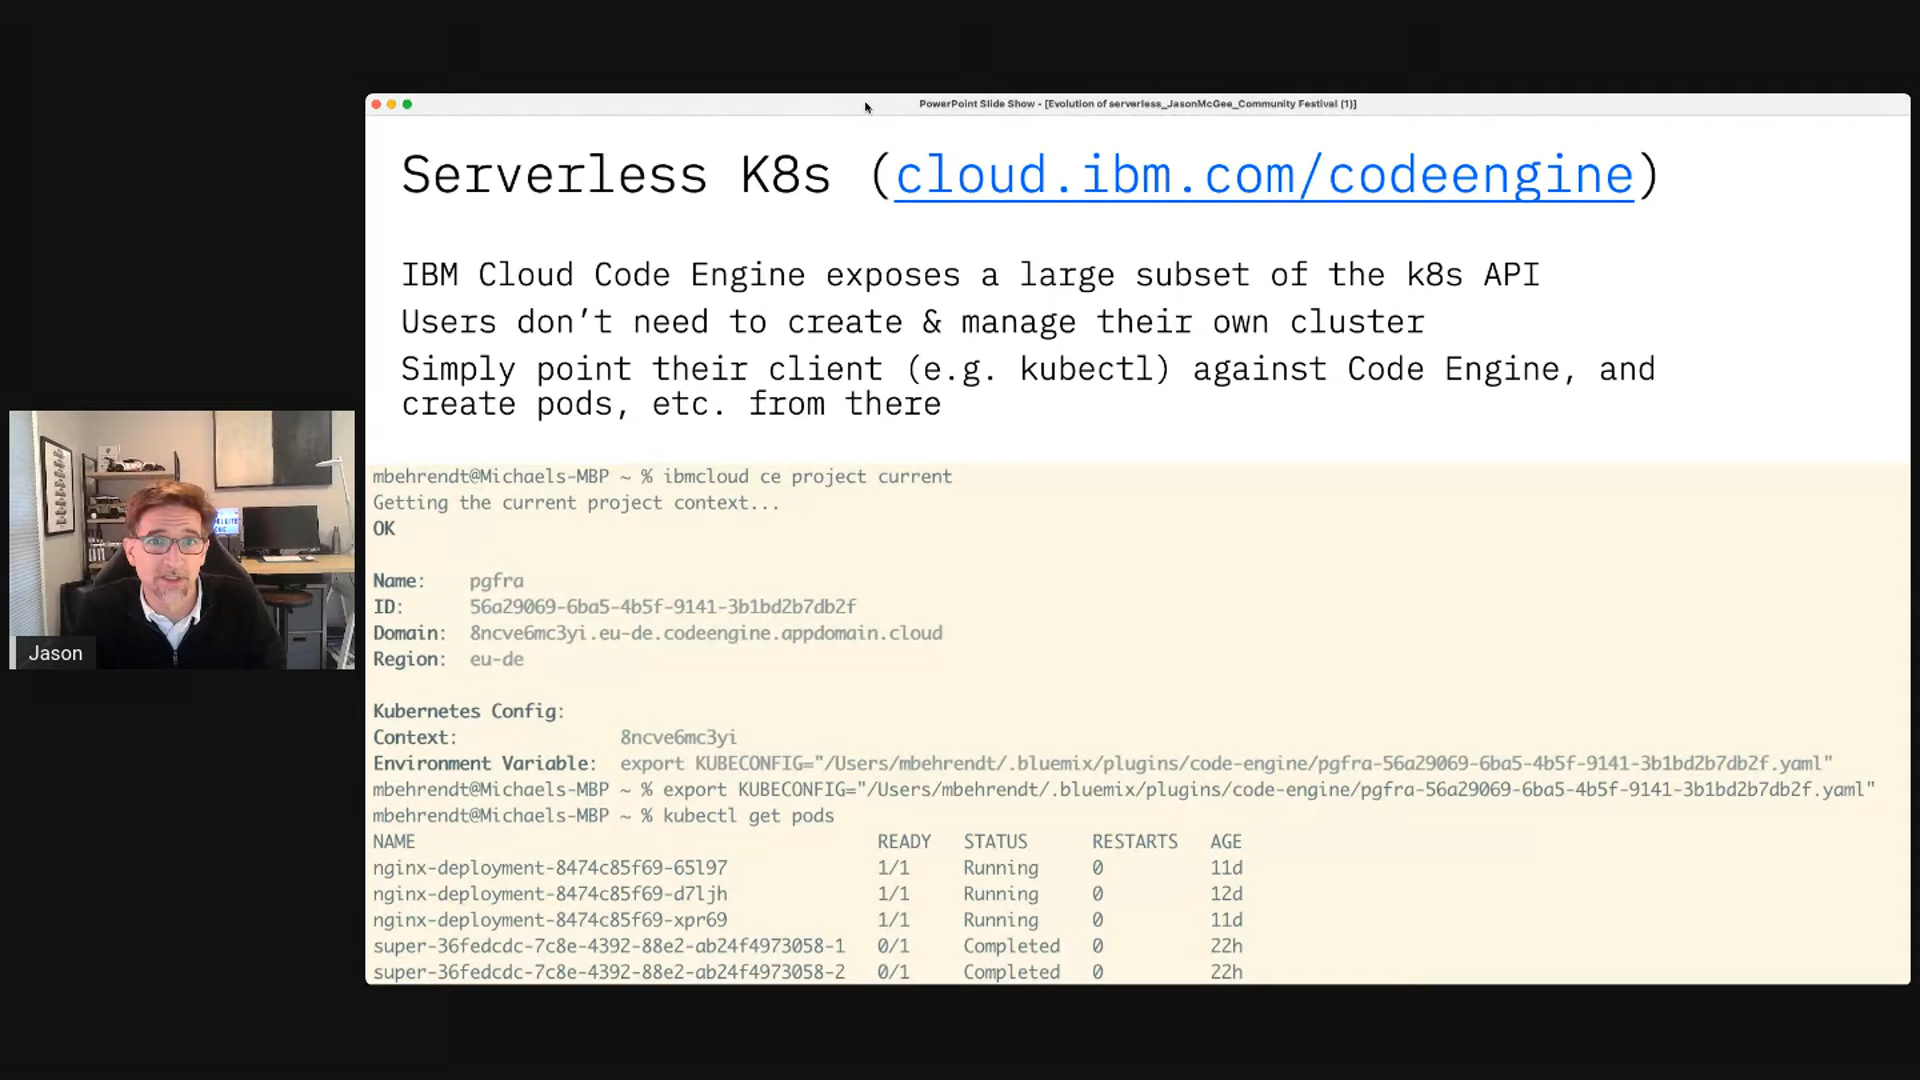 PowerPoint Slide Show - [Evolution of serverless_JasonMcGee_Community Festival (1)]
Serverless K8s (cloud.ibm.com/codeengine)
IBM Cloud Code Engine exposes a large subset of the k8s API
Users don’t need to create & manage their own cluster
Simply point their client (e.g. kubectl) against Code Engine, and
create pods, etc. from there
mbehrendt@Michaels-MBP ~ % ibmcloud ce project current
Getting the current project context...
OK
Name: pgfra
ID: 56a29069-6ba5-4b5f-9141-3b1bd2b7db2f
Domain: 8ncve6mc3yi.eu-de.codeengine.appdomain.cloud
Region: eu-de
Kubernetes Config:
Context: 8ncve6mc3yi
Environment Variable: export KUBECONFIG="/Users/mbehrendt/.bluemix/plugins/code-engine/pgfra-56a29069-6ba5-4b5f-9141-3b1bd2b7db2f.yaml"
mbehrendt@Michaels-MBP ~ % export KUBECONFIG="/Users/mbehrendt/.bluemix/plugins/code-engine/pgfra-56a29069-6ba5-4b5f-9141-3b1bd2b7db2f.yaml"
mbehrendt@Michaels-MBP ~ % kubectl get pods
NAME READY STATUS RESTARTS AGE
nginx-deployment-8474c85f69-65l97 1/1 Running 0 11d
nginx-deployment-8474c85f69-d7ljh 1/1 Running 0 12d
nginx-deployment-8474c85f69-xpr69 1/1 Running 0 11d
super-36fedcdc-7c8e-4392-88e2-ab24f4973058-1 0/1 Completed 0 22h
super-36fedcdc-7c8e-4392-88e2-ab24f4973058-2 0/1 Completed 0 22h
Jason